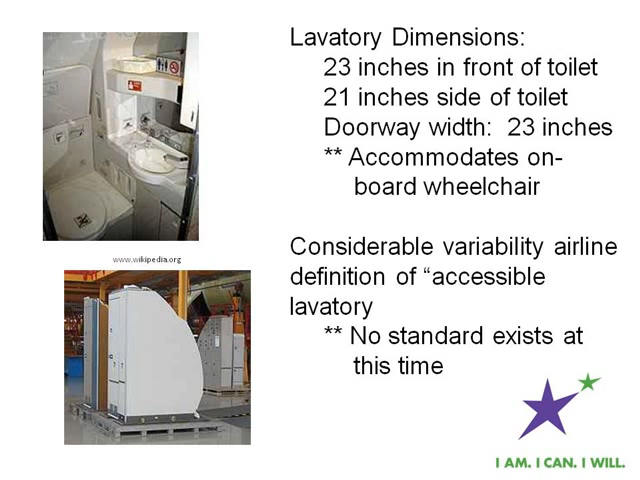 Lavatory Dimensions:
23 inches in front of toilet
21 inches side of toilet
Doorway width: 23 inches
** Accommodates on-
board wheelchair
www.wikipedia.org
Considerable variability airline
definition of “accessible
lavatory
** No standard exists at
this time
I AM. I CAN. I WILL.